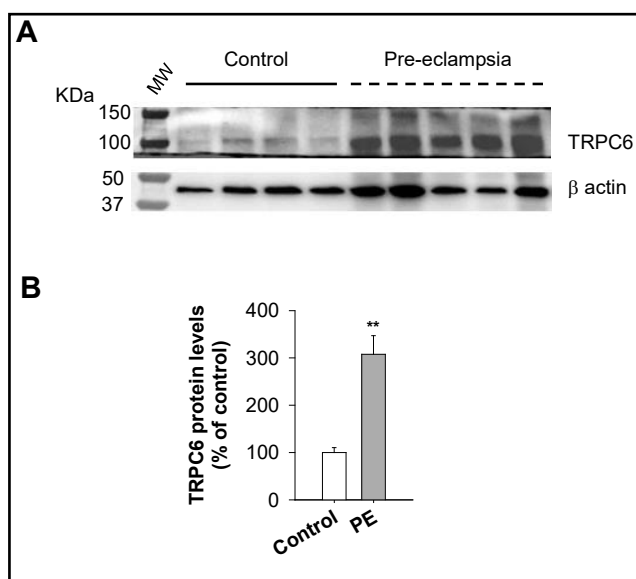 A
Control Pre-eclampsia
MW
KDa
150
100 TRPC6
50
37 β actin
B
TRPC6 protein levels
(% of control)
400
300
200
100
0
**
Control PE